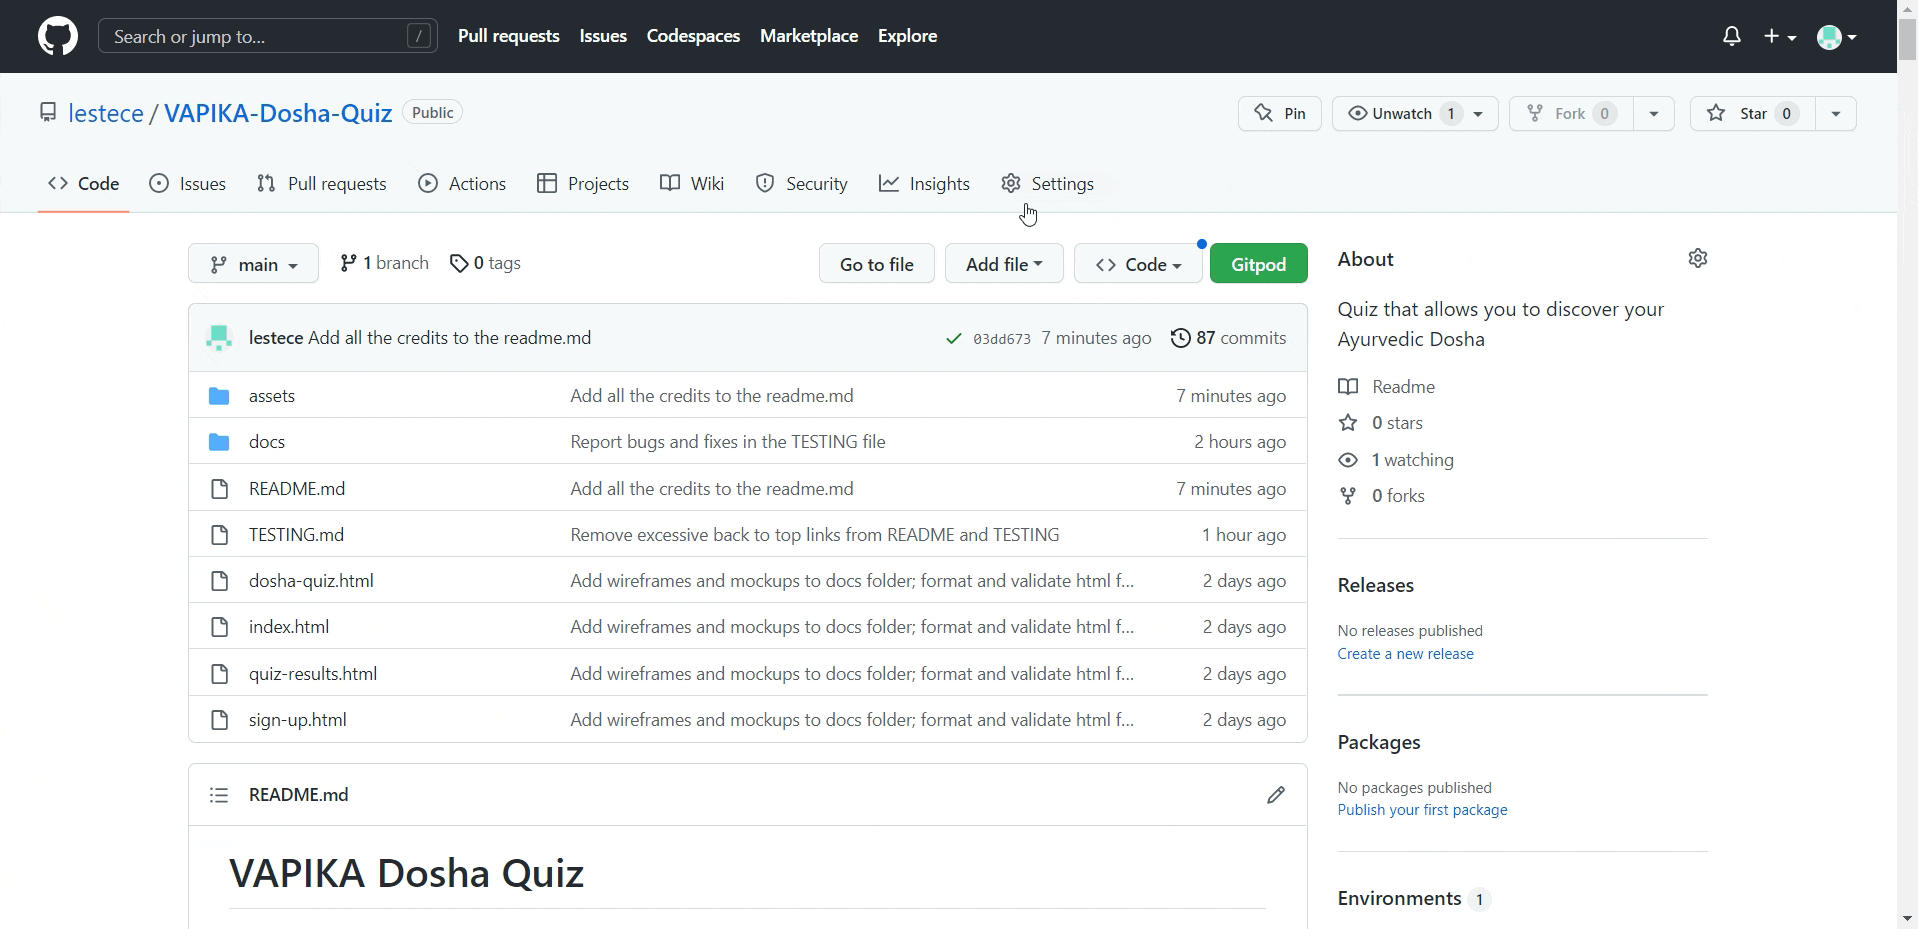 Search or jump to... / Pull requests Issues Codespaces Marketplace Explore
lestece / VAPIKA-Dosha-Quiz Public Pin Unwatch 1 Fork 0 Star 0
Code Issues Pull requests Actions Projects Wiki Security Insights Settings
main 1 branch 0 tags Go to file Add file Code Gitpod
lestece Add all the credits to the readme.md 03dd673 7 minutes ago 87 commits
assets Add all the credits to the readme.md 7 minutes ago
docs Report bugs and fixes in the TESTING file 2 hours ago
README.md Add all the credits to the readme.md 7 minutes ago
TESTING.md Remove excessive back to top links from README and TESTING 1 hour ago
dosha-quiz.html Add wireframes and mockups to docs folder; format and validate html f... 2 days ago
index.html Add wireframes and mockups to docs folder; format and validate html f... 2 days ago
quiz-results.html Add wireframes and mockups to docs folder; format and validate html f... 2 days ago
sign-up.html Add wireframes and mockups to docs folder; format and validate html f... 2 days ago
README.md
VAPIKA Dosha Quiz
About
Quiz that allows you to discover your
Ayurvedic Dosha
Readme
0 stars
1 watching
0 forks
Releases
No releases published
Create a new release
Packages
No packages published
Publish your first package
Environments 1